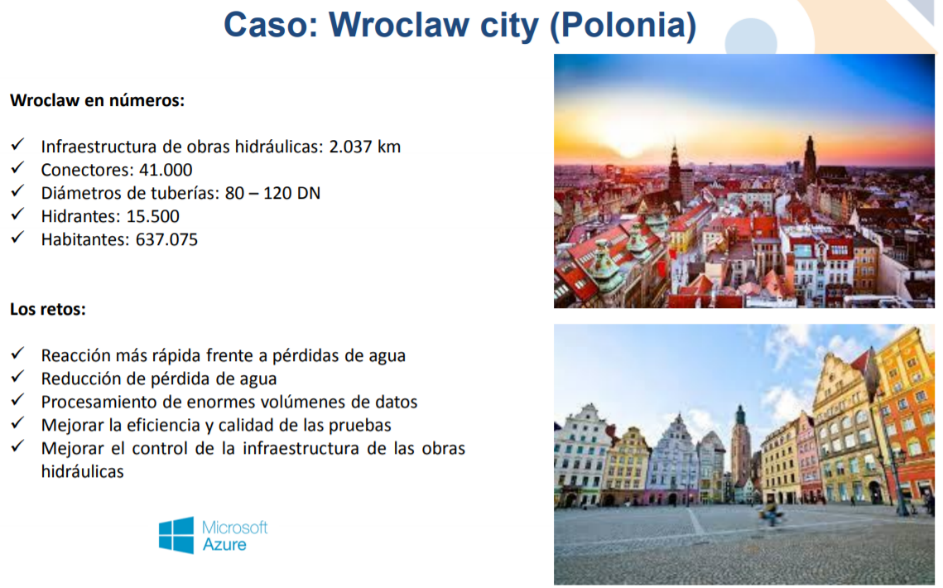 Caso: Wroclaw city (Polonia)
Wroclaw en números:
✓ Infraestructura de obras hidráulicas: 2.037 km
✓ Conectores: 41.000
✓ Diámetros de tuberías: 80 – 120 DN
✓ Hidrantes: 15.500
✓ Habitantes: 637.075
Los retos:
✓ Reacción más rápida frente a pérdidas de agua
✓ Reducción de pérdida de agua
✓ Procesamiento de enormes volúmenes de datos
✓ Mejorar la eficiencia y calidad de las pruebas
✓ Mejorar el control de la infraestructura de las obras
hidráulicas
Microsoft
Azure